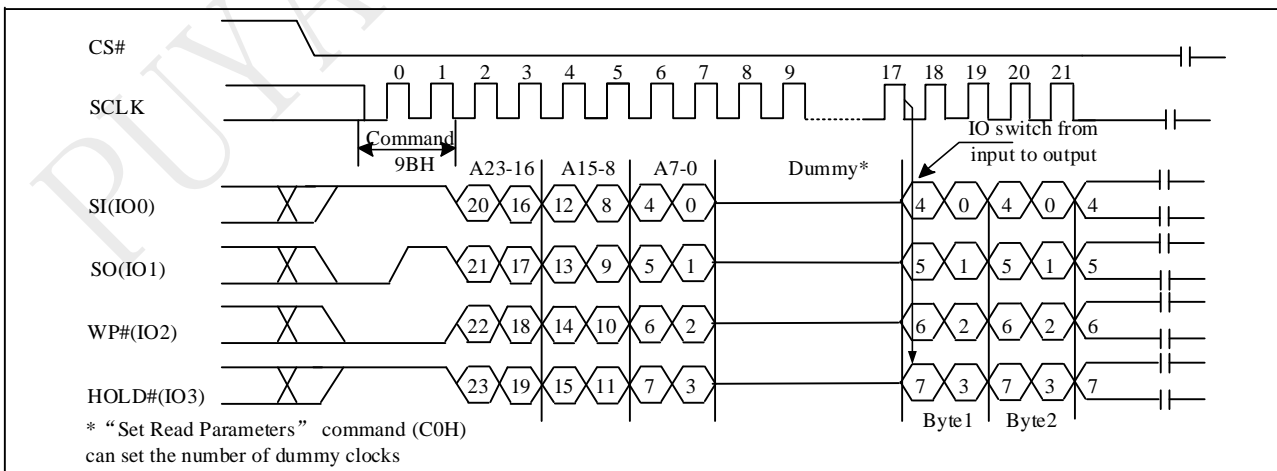 PUYA
CS#
0 1 2 3 4 5 6 7 8 9 17 18 19 20 21
SCLK
IO switch from
input to output
Command
9BH
A23-16 A15-8 A7-0 Dummy*
SI(IO0) 20 16 12 8 4 0 4 0 4 0 4
SO(IO1) 21 17 13 9 5 1 5 1 5 1 5
WP#(IO2) 22 18 14 10 6 2 6 2 6 2 6
HOLD#(IO3) 23 19 15 11 7 3 7 3 7 3 7
Byte1 Byte2
* “Set Read Parameters” command (C0H)
can set the number of dummy clocks